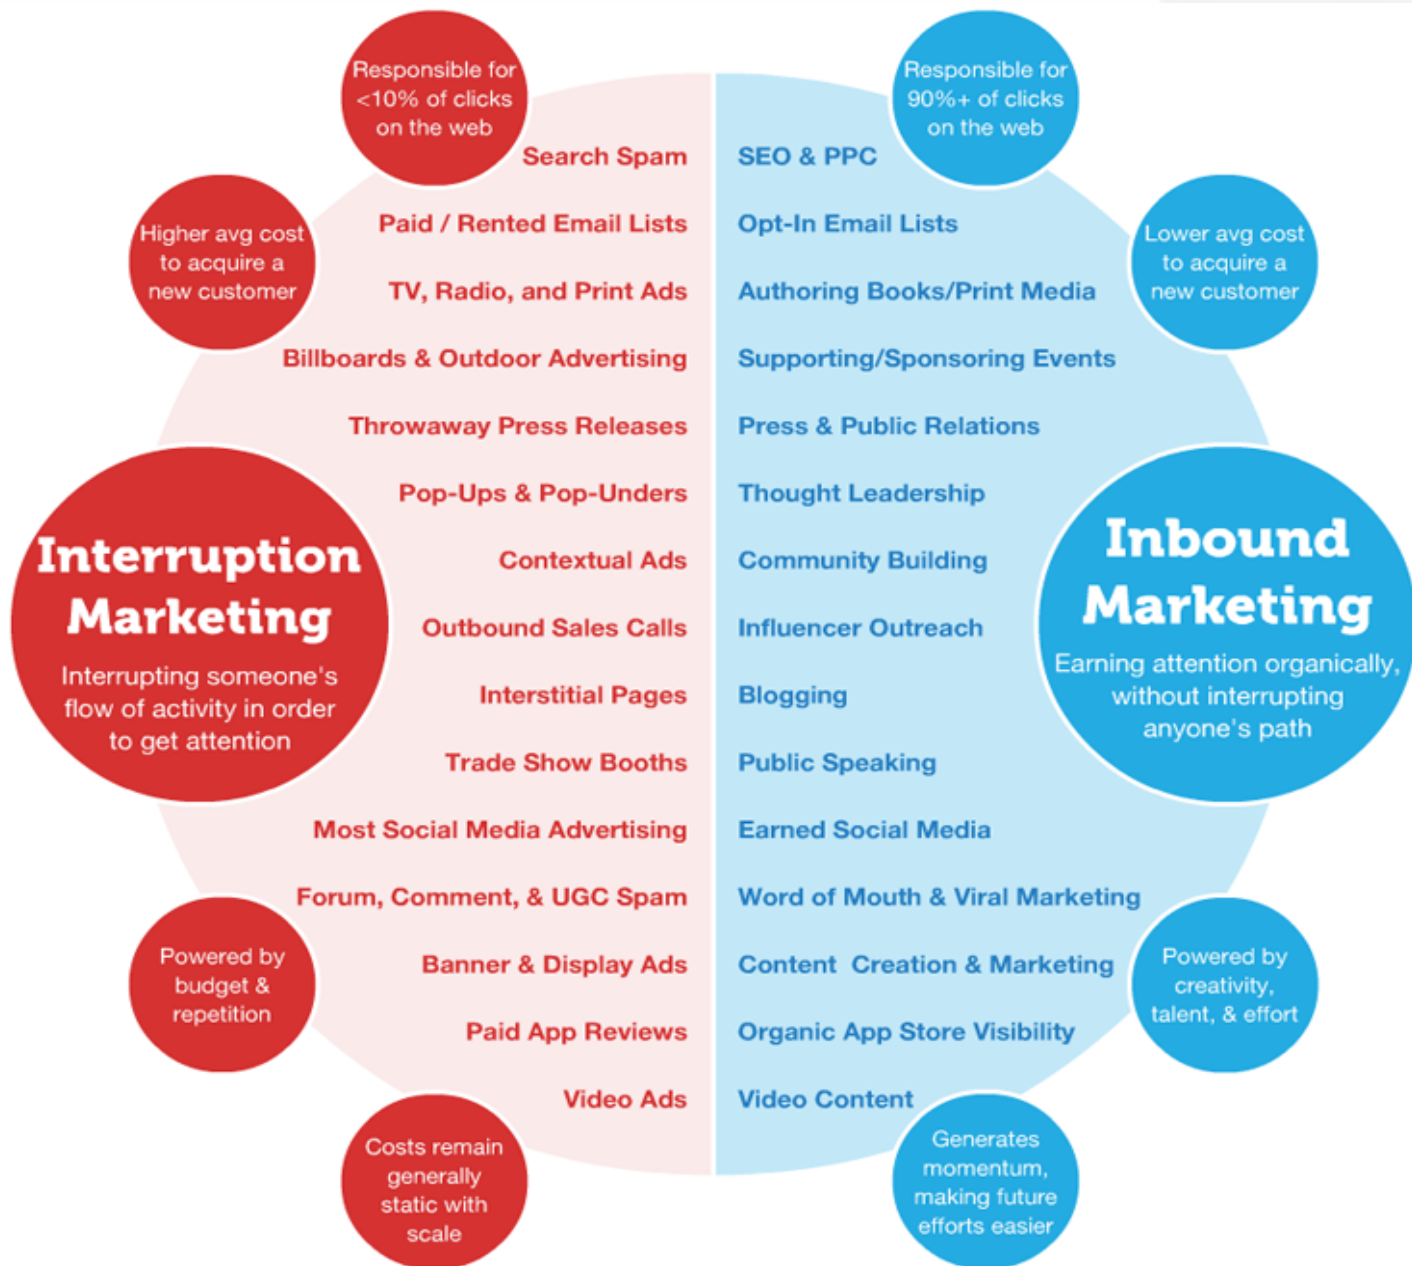 Responsible for
<10% of clicks
on the web
Responsible for
90%+ of clicks
on the web
Higher avg cost
to acquire a
new customer
Lower avg cost
to acquire a
new customer
Interruption
Marketing
Interrupting someone's
flow of activity in order
to get attention
Search Spam
Paid / Rented Email Lists
TV, Radio, and Print Ads
Billboards & Outdoor Advertising
Throwaway Press Releases
Pop-Ups & Pop-Unders
Contextual Ads
Outbound Sales Calls
Interstitial Pages
Trade Show Booths
Most Social Media Advertising
Forum, Comment, & UGC Spam
Banner & Display Ads
Paid App Reviews
Video Ads
SEO & PPC
Opt-In Email Lists
Authoring Books/Print Media
Supporting/Sponsoring Events
Press & Public Relations
Thought Leadership
Community Building
Influencer Outreach
Blogging
Public Speaking
Earned Social Media
Word of Mouth & Viral Marketing
Content Creation & Marketing
Organic App Store Visibility
Video Content
Inbound
Marketing
Earning attention organically,
without interrupting
anyone's path
Powered by
budget &
repetition
Powered by
creativity,
talent, & effort
Costs remain
generally
static with
scale
Generates
momentum,
making future
efforts easier